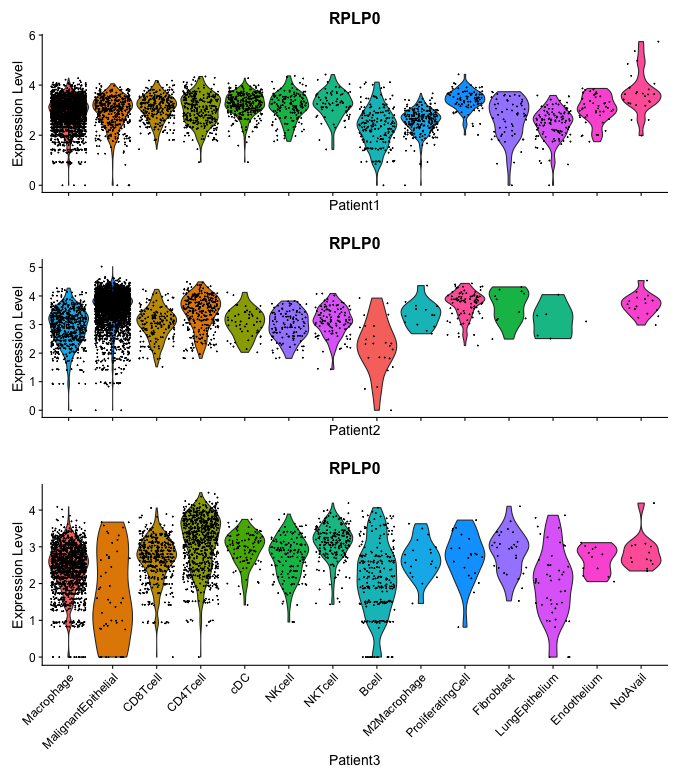 RPLP0
Expression Level
6
4
2
0
Patient1
RPLP0
Expression Level
5
4
3
2
1
0
Patient2
RPLP0
Expression Level
4
3
2
1
0
Macrophage
MalignantEpithelial
CD8Tcell
CD4Tcell
cDC
NKcell
NKTcell
Bcell
M2Macrophage
ProliferatingCell
Fibroblast
LungEpithelium
Endothelium
NotAvail
Patient3